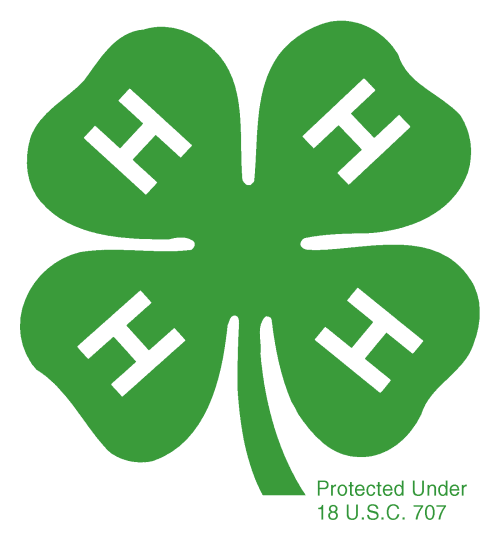 H H
H H
Protected Under
18 U.S.C. 707